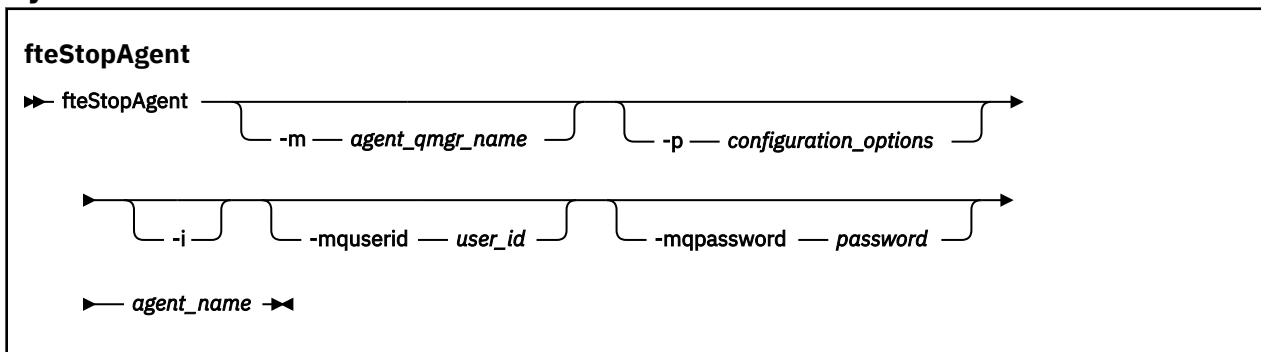 fteStopAgent
fteStopAgent
-m agent_qmgr_name -p configuration_options
-i -mquserid user_id -mqpassword password
agent_name